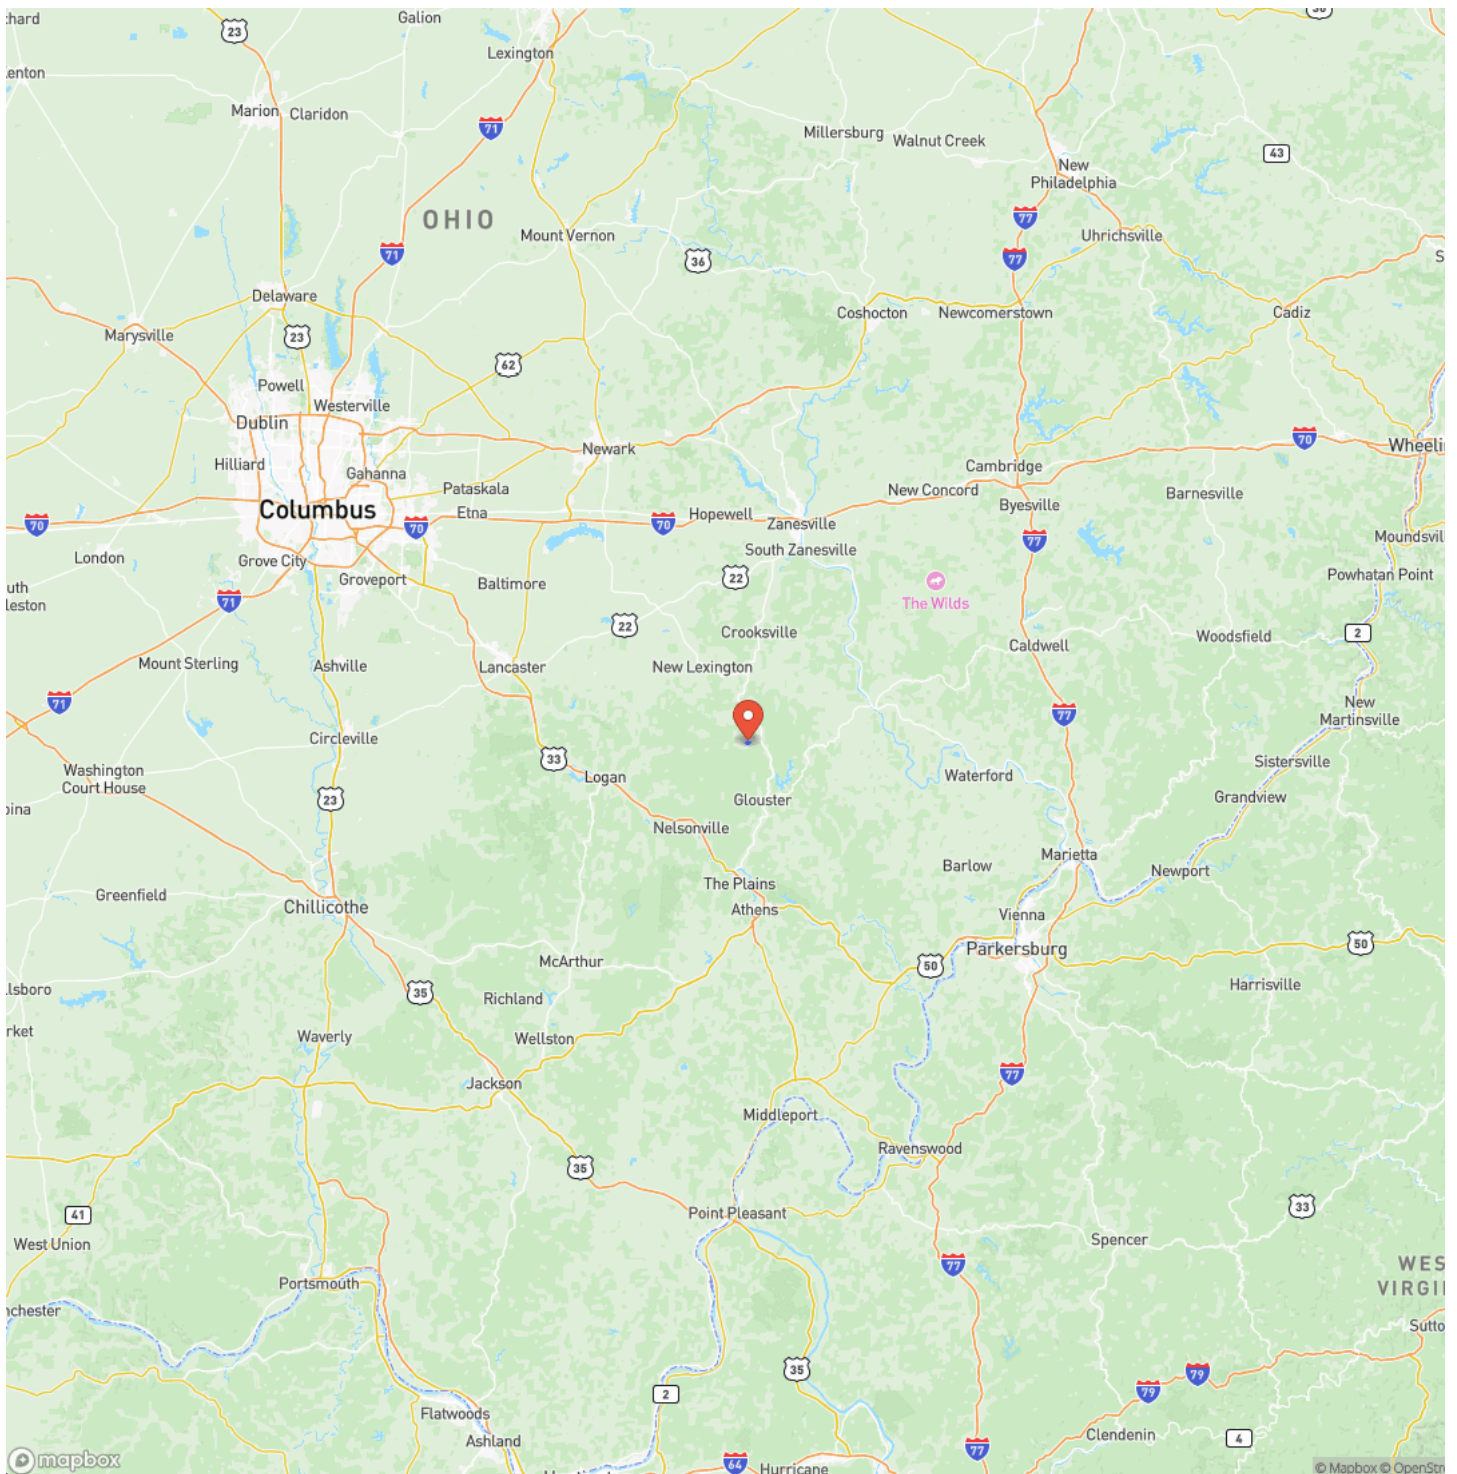 chard
Galion
30
23
Lexington
enton
Marion
Claridon
71
Millersburg
Walnut Creek
43
New
Philadelphia
OHIO
77
Mount Vernon
Uhrichsville
71
36
77
Delaware
Coshocton
Newcomerstown
Cadiz
Marysville
23
62
Powell
Westerville
Dublin
70
Wheelin
Newark
Hilliard
Gahanna
Cambridge
Pataskala
New Concord
Barnesville
Columbus
Etna
Hopewell
Byesville
70
70
70
Zanesville
77
Moundsvil
London
Grove City
South Zanesville
Groveport
Baltimore
22
Powhatan Point
uth
leston
71
The Wilds
22
Crooksville
Woodsfield
2
Caldwell
Mount Sterling
Ashville
Lancaster
New Lexington
71
77
New
Martinsville
Circleville
33
Sistersville
Washington
Court House
Logan
Waterford
23
Glouster
Grandview
bina
Nelsonville
Marietta
Barlow
Newport
The Plains
Greenfield
Chillicothe
Athens
Vienna
50
Parkersburg
McArthur
50
lsboro
35
Richland
Harrisville
rket
Waverly
Wellston
77
Jackson
Middleport
Ravenswood
35
33
41
Point Pleasant
West Union
Spencer
77
WES
VIRGI
Portsmouth
nchester
Sutto
35
79
2
79
Flatwoods
Clendenin
4
Ashland
77
mapbox
64
Hurricane
© Mapbox © OpenStre